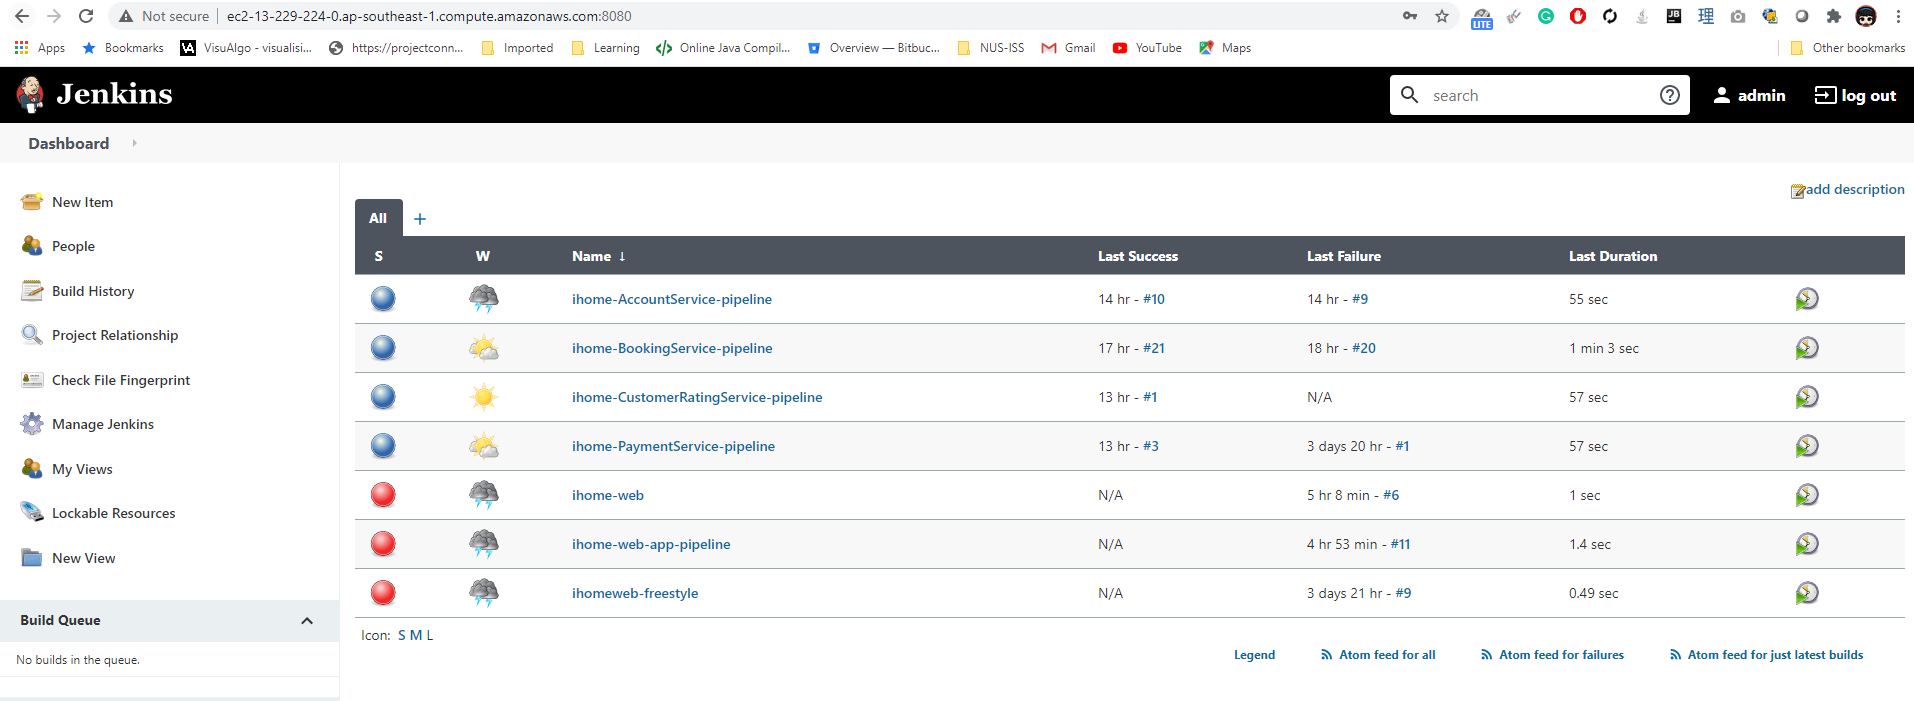 Not secure ec2-13-229-224-0.ap-southeast-1.compute.amazonaws.com:8080 LITE JB 理
Apps Bookmarks VA VisuAlgo - visualisi... https://projectconn... Imported Learning Online Java Compil... Overview — Bitbuc... NUS-ISS Gmail YouTube Maps Other bookmarks
Jenkins search admin log out
Dashboard
New Item
People
Build History
Project Relationship
Check File Fingerprint
Manage Jenkins
My Views
Lockable Resources
New View
Build Queue
No builds in the queue.
add description
All +
S W Name ↓ Last Success Last Failure Last Duration
ihome-AccountService-pipeline 14 hr - #10 14 hr - #9 55 sec
ihome-BookingService-pipeline 17 hr - #21 18 hr - #20 1 min 3 sec
ihome-CustomerRatingService-pipeline 13 hr - #1 N/A 57 sec
ihome-PaymentService-pipeline 13 hr - #3 3 days 20 hr - #1 57 sec
ihome-web N/A 5 hr 8 min - #6 1 sec
ihome-web-app-pipeline N/A 4 hr 53 min - #11 1.4 sec
ihomeweb-freestyle N/A 3 days 21 hr - #9 0.49 sec
Icon: S M L
Legend Atom feed for all Atom feed for failures Atom feed for just latest builds